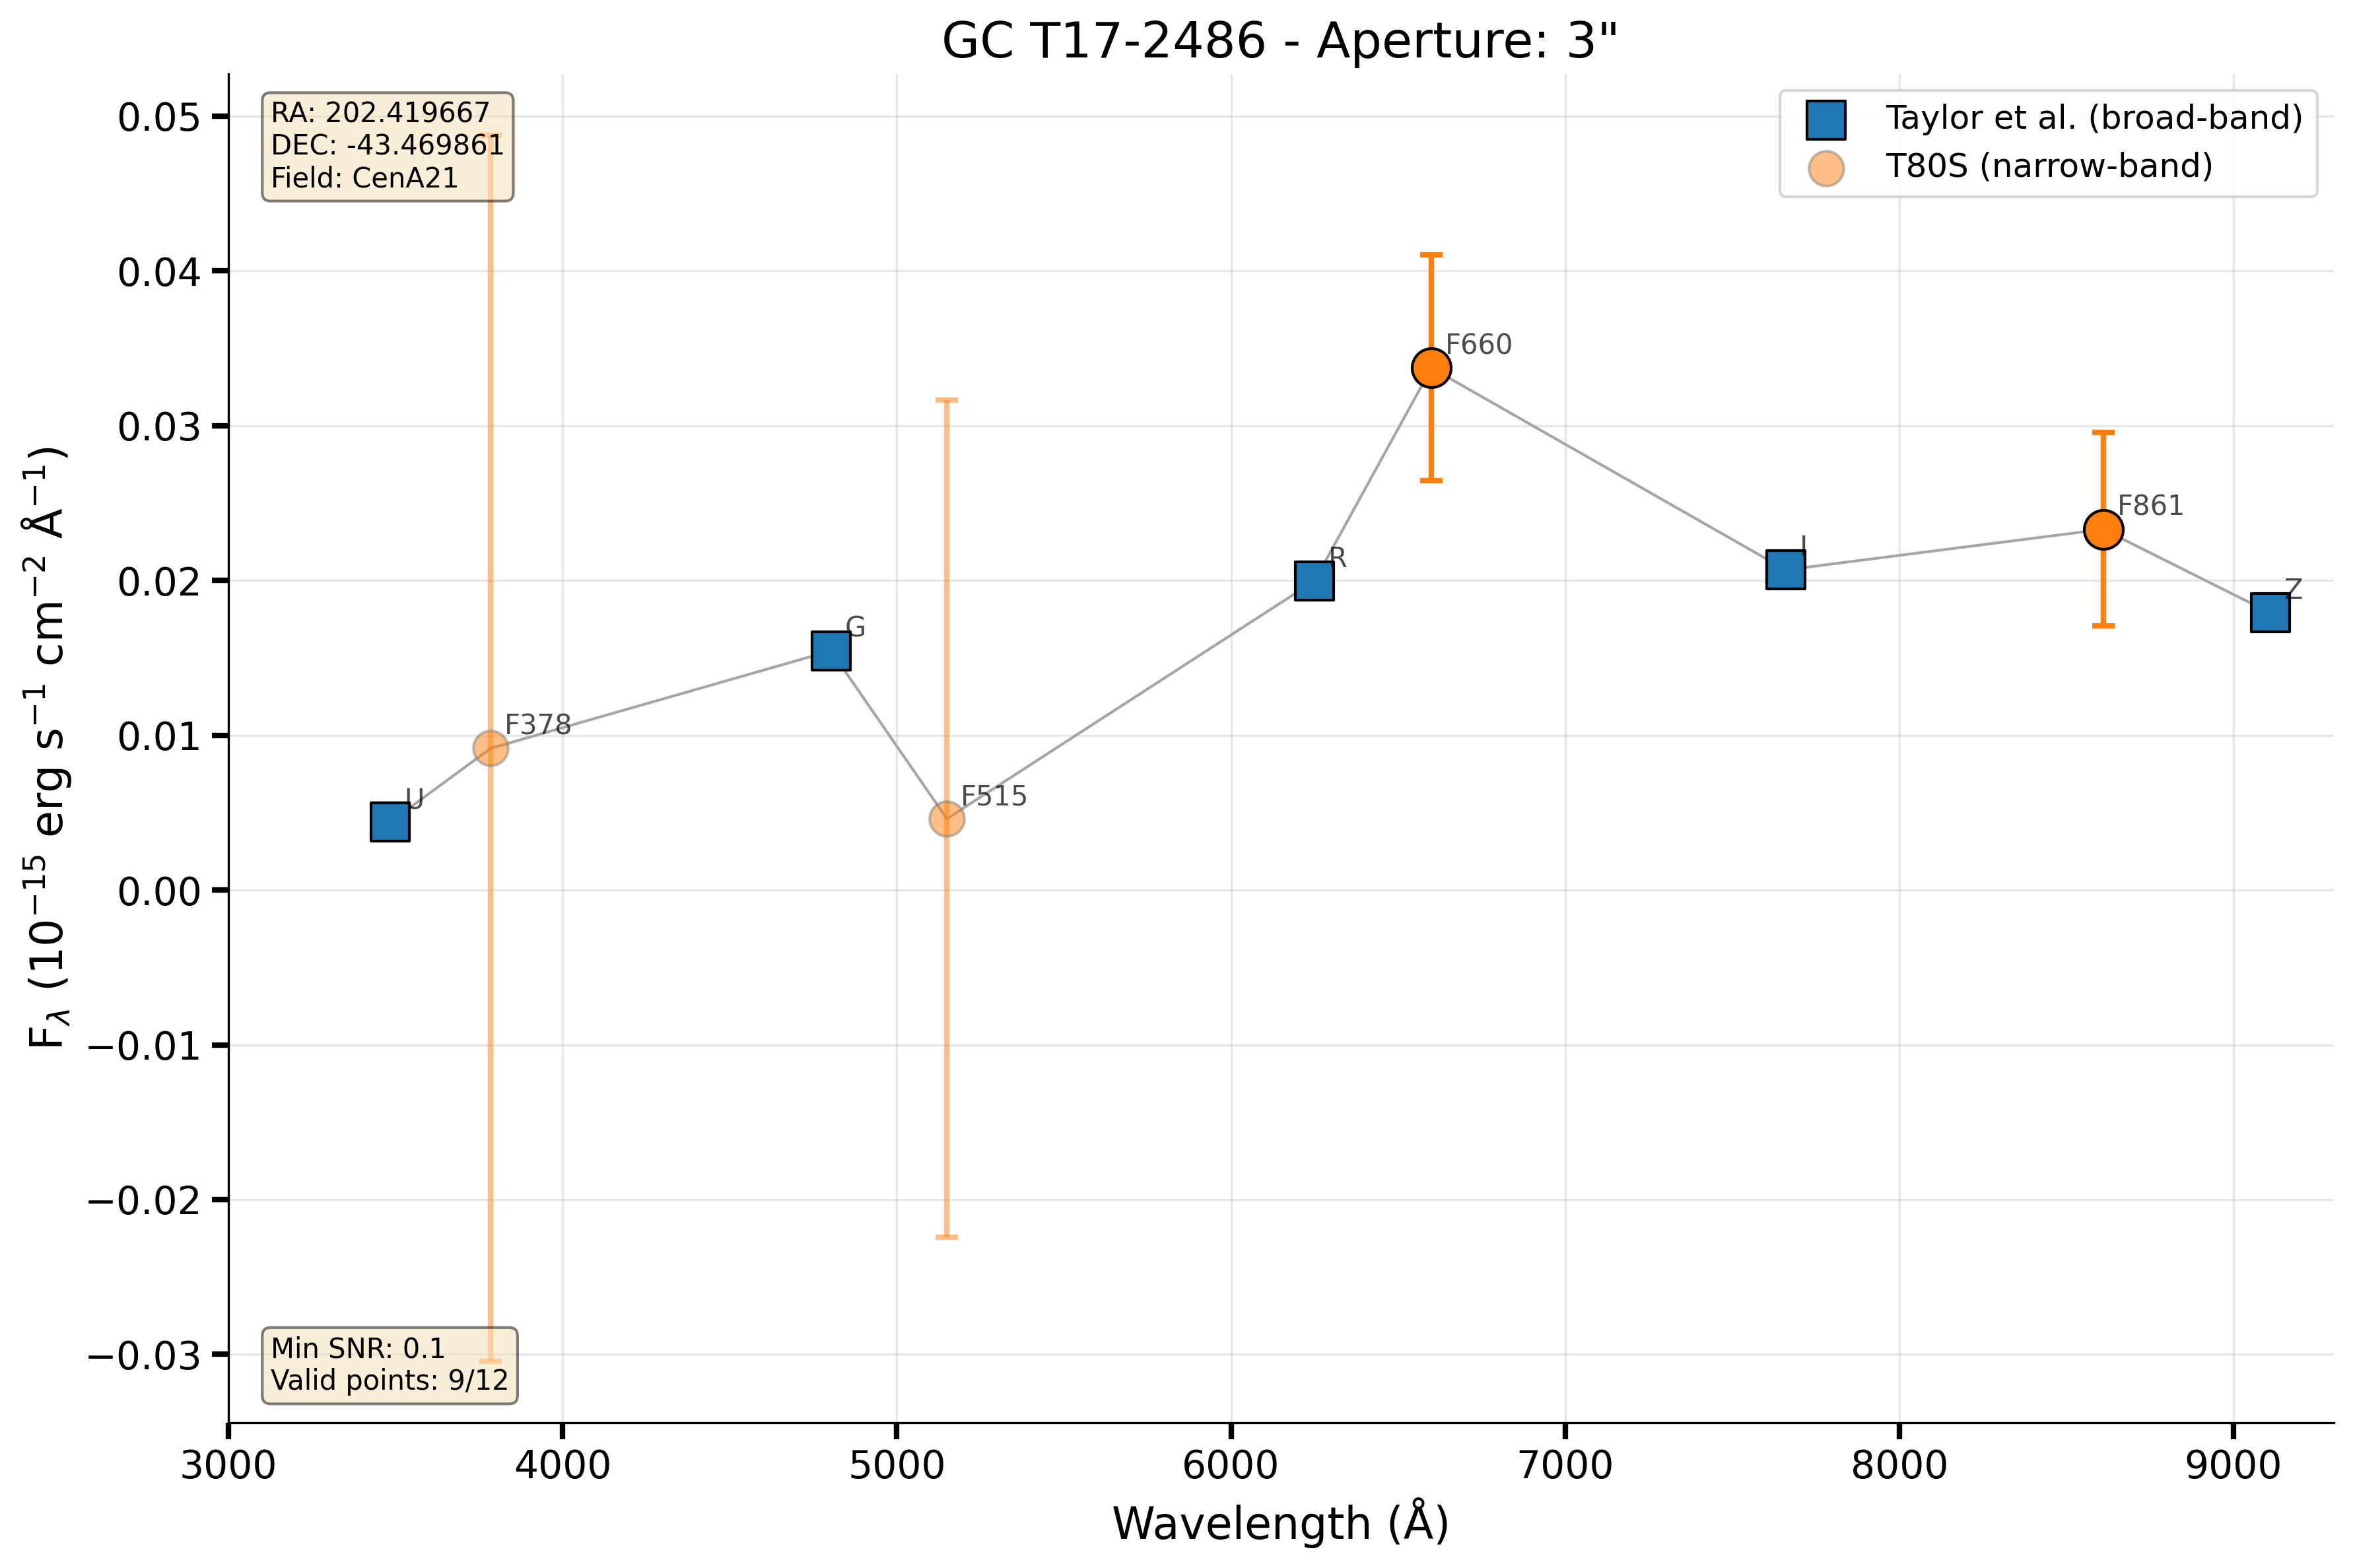 GC T17-2486 - Aperture: 3"
RA: 202.419667
DEC: -43.469861
Field: CenA21
Taylor et al. (broad-band)
T80S (narrow-band)
0.05
0.04
0.03
0.02
0.01
0.00
−0.01
−0.02
−0.03
F_λ (10⁻¹⁵ erg s⁻¹ cm⁻² Å⁻¹)
U
F378
G
F515
R
F660
I
F861
Z
Min SNR: 0.1
Valid points: 9/12
3000 4000 5000 6000 7000 8000 9000
Wavelength (Å)